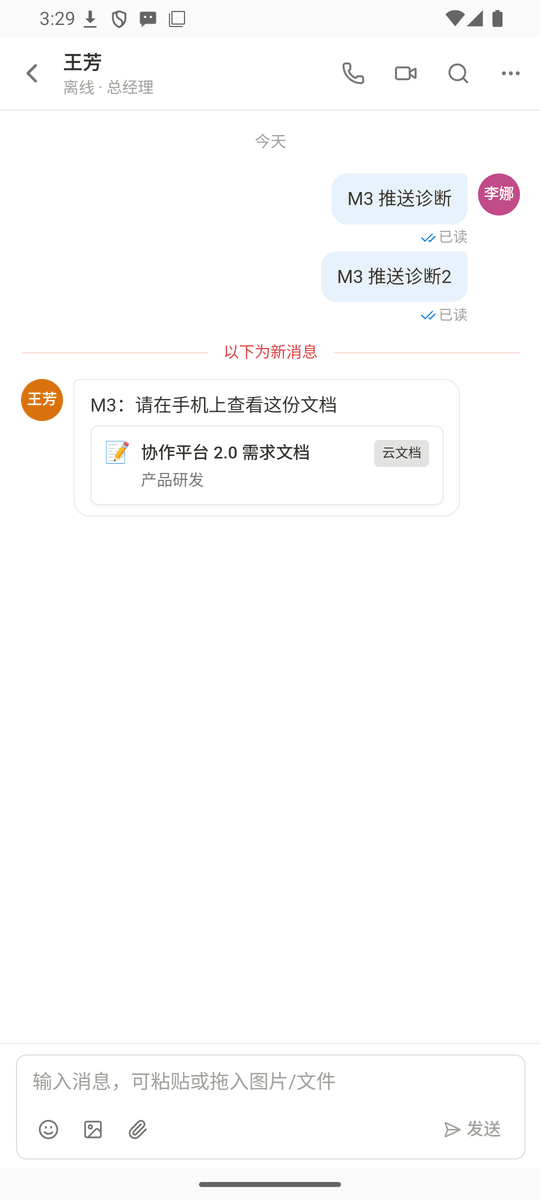 3:29
王芳
离线 · 总经理
今天
M3 推送诊断
李娜
已读
M3 推送诊断2
已读
以下为新消息
王芳
M3：请在手机上查看这份文档
协作平台 2.0 需求文档
云文档
产品研发
输入消息，可粘贴或拖入图片/文件
发送